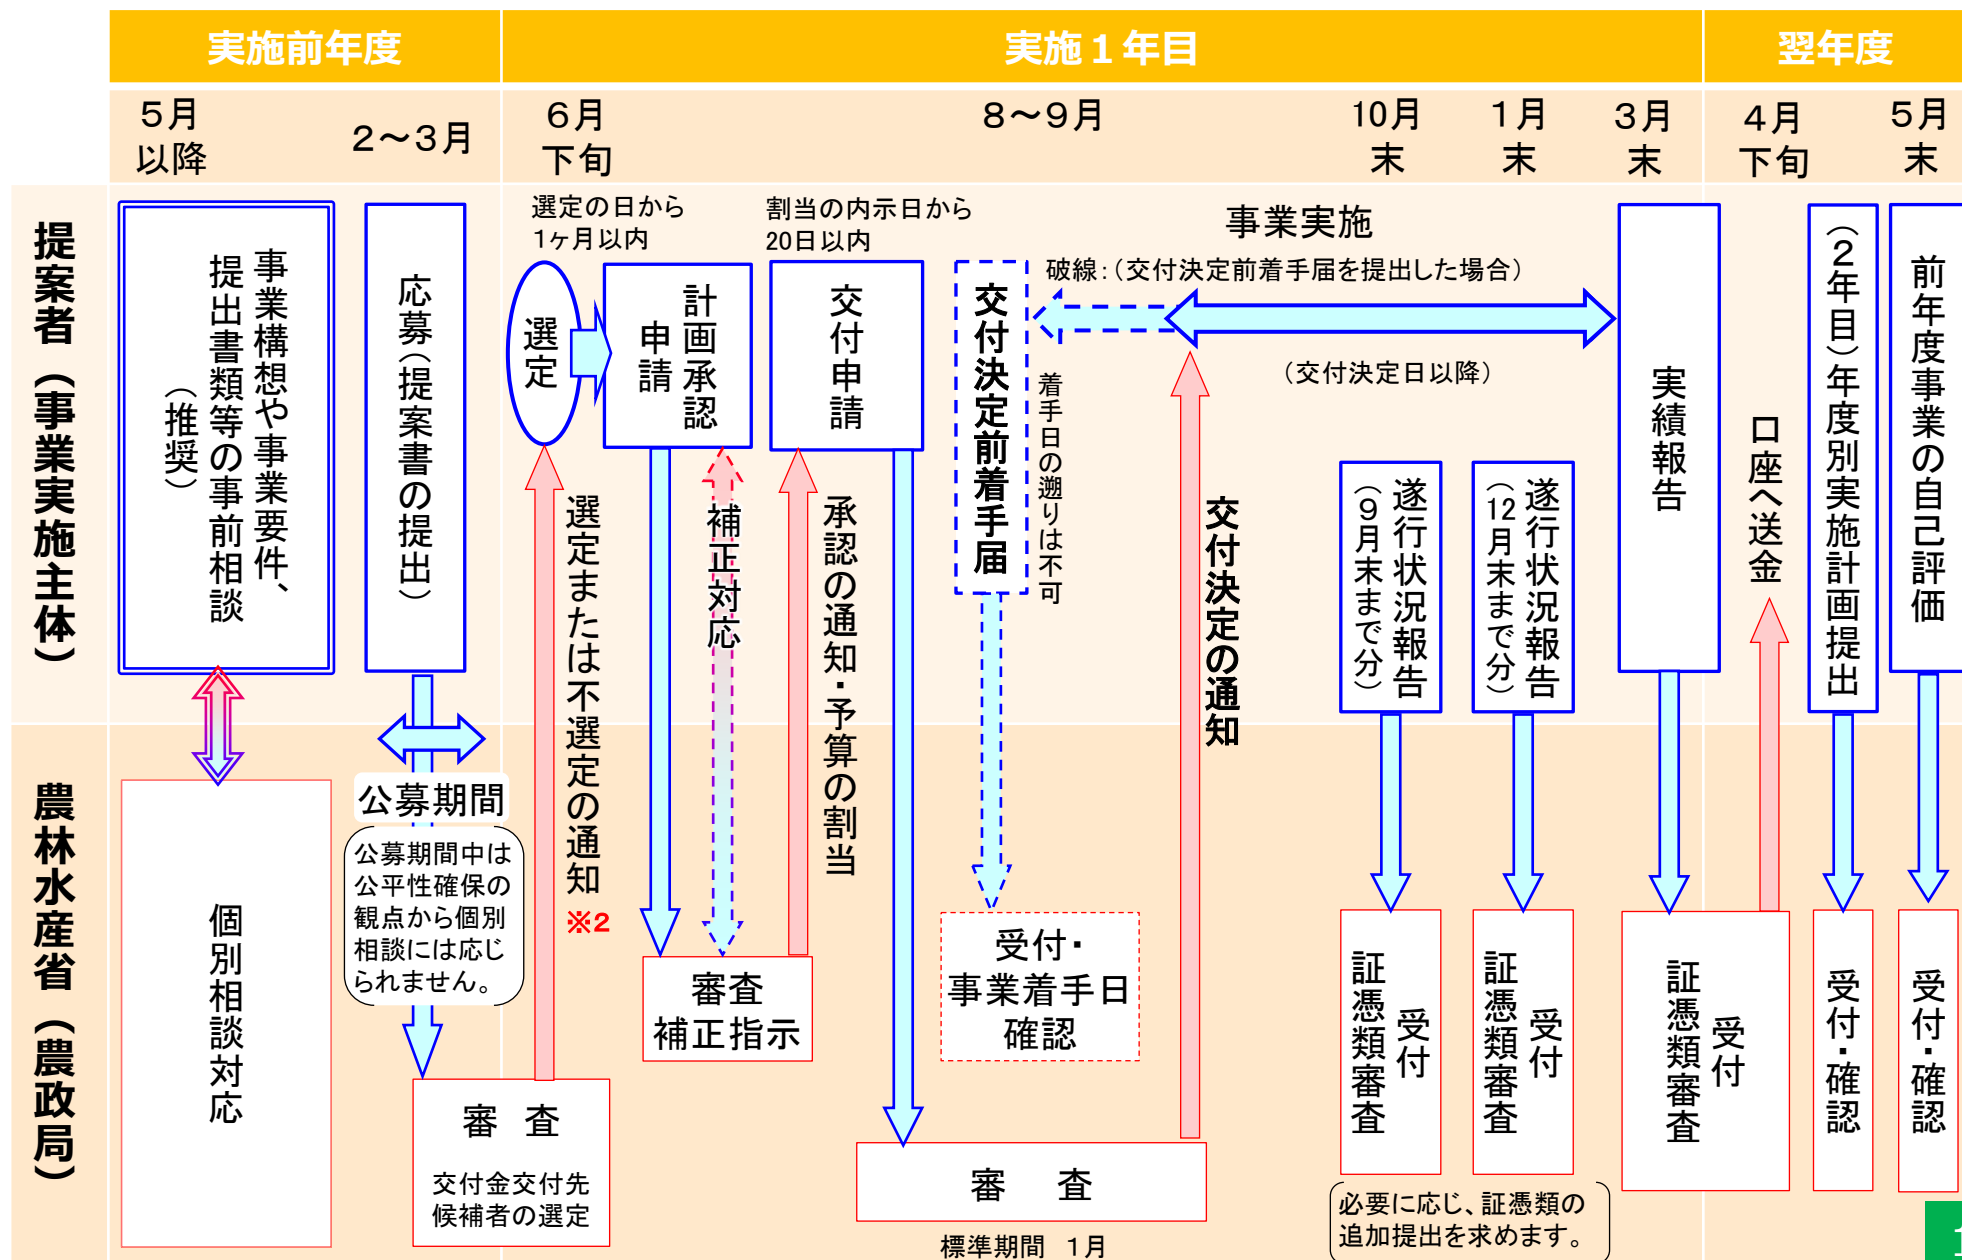 実施前年度
実施１年目
翌年度
５月
以降
２～３月
６月
下旬
８～９月
10月
末
１月
末
３月
末
４月
下旬
５月
末
提案者（事業実施主体）
事業構想や事業要件、
提出書類等の事前相談
（推奨）
応募（提案書の提出）
選定の日から
1ヶ月以内
選定
計画承認
申請
割当の内示日から
20日以内
交付申請
交付決定前着手届
着手日の遡りは不可
事業実施
破線：（交付決定前着手届を提出した場合）
（交付決定日以降）
遂行状況報告
（９月末まで分）
遂行状況報告
（12月末まで分）
実績報告
口座へ送金
（２年目）年度別実施計画提出
前年度事業の自己評価
選定または不選定の通知
※2
補正対応
承認の通知・予算の割当
交付決定の通知
農林水産省（農政局）
個別相談対応
公募期間
公募期間中は
公平性確保の
観点から個別
相談には応じ
られません。
審　査
交付金交付先
候補者の選定
審査
補正指示
受付・
事業着手日
確認
審　査
標準期間　1月
受付
証憑類審査
受付
証憑類審査
必要に応じ、証憑類の
追加提出を求めます。
受付
証憑類審査
受付・確認
受付・確認